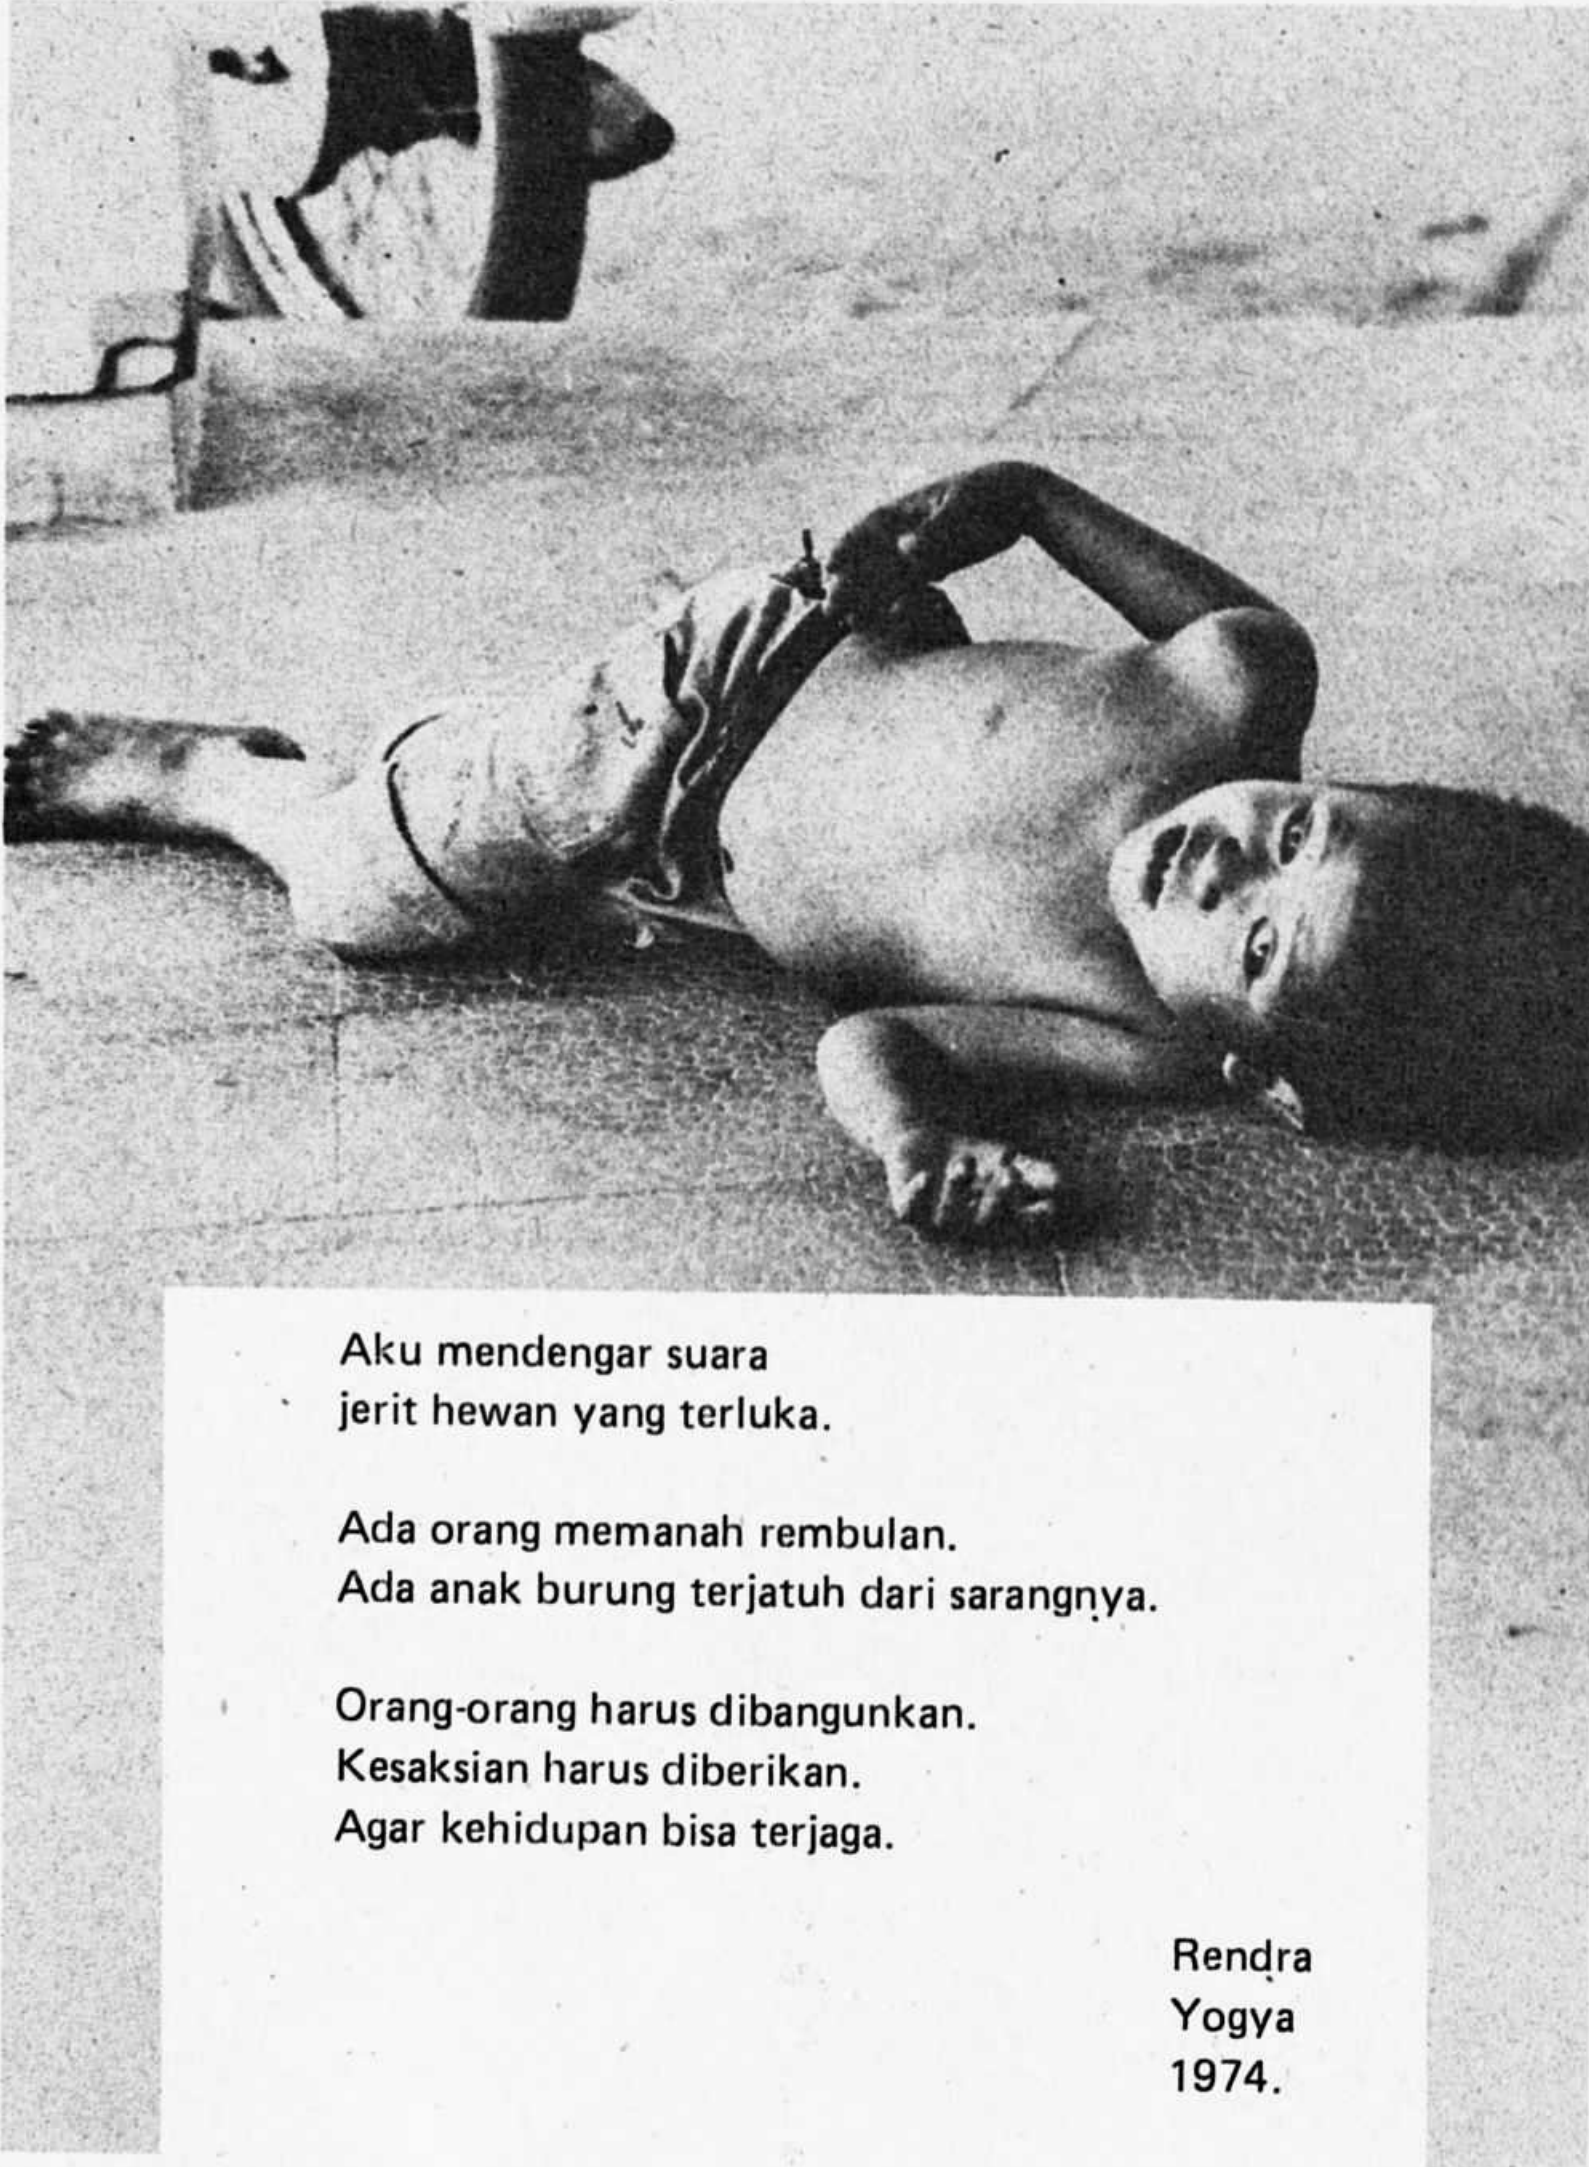 Aku mendengar suara
jerit hewan yang terluka.
Ada orang memanah rembulan.
Ada anak burung terjatuh dari sarangnya.
Orang-orang harus dibangunkan.
Kesaksian harus diberikan.
Agar kehidupan bisa terjaga.
Rendra
Yogya
1974.